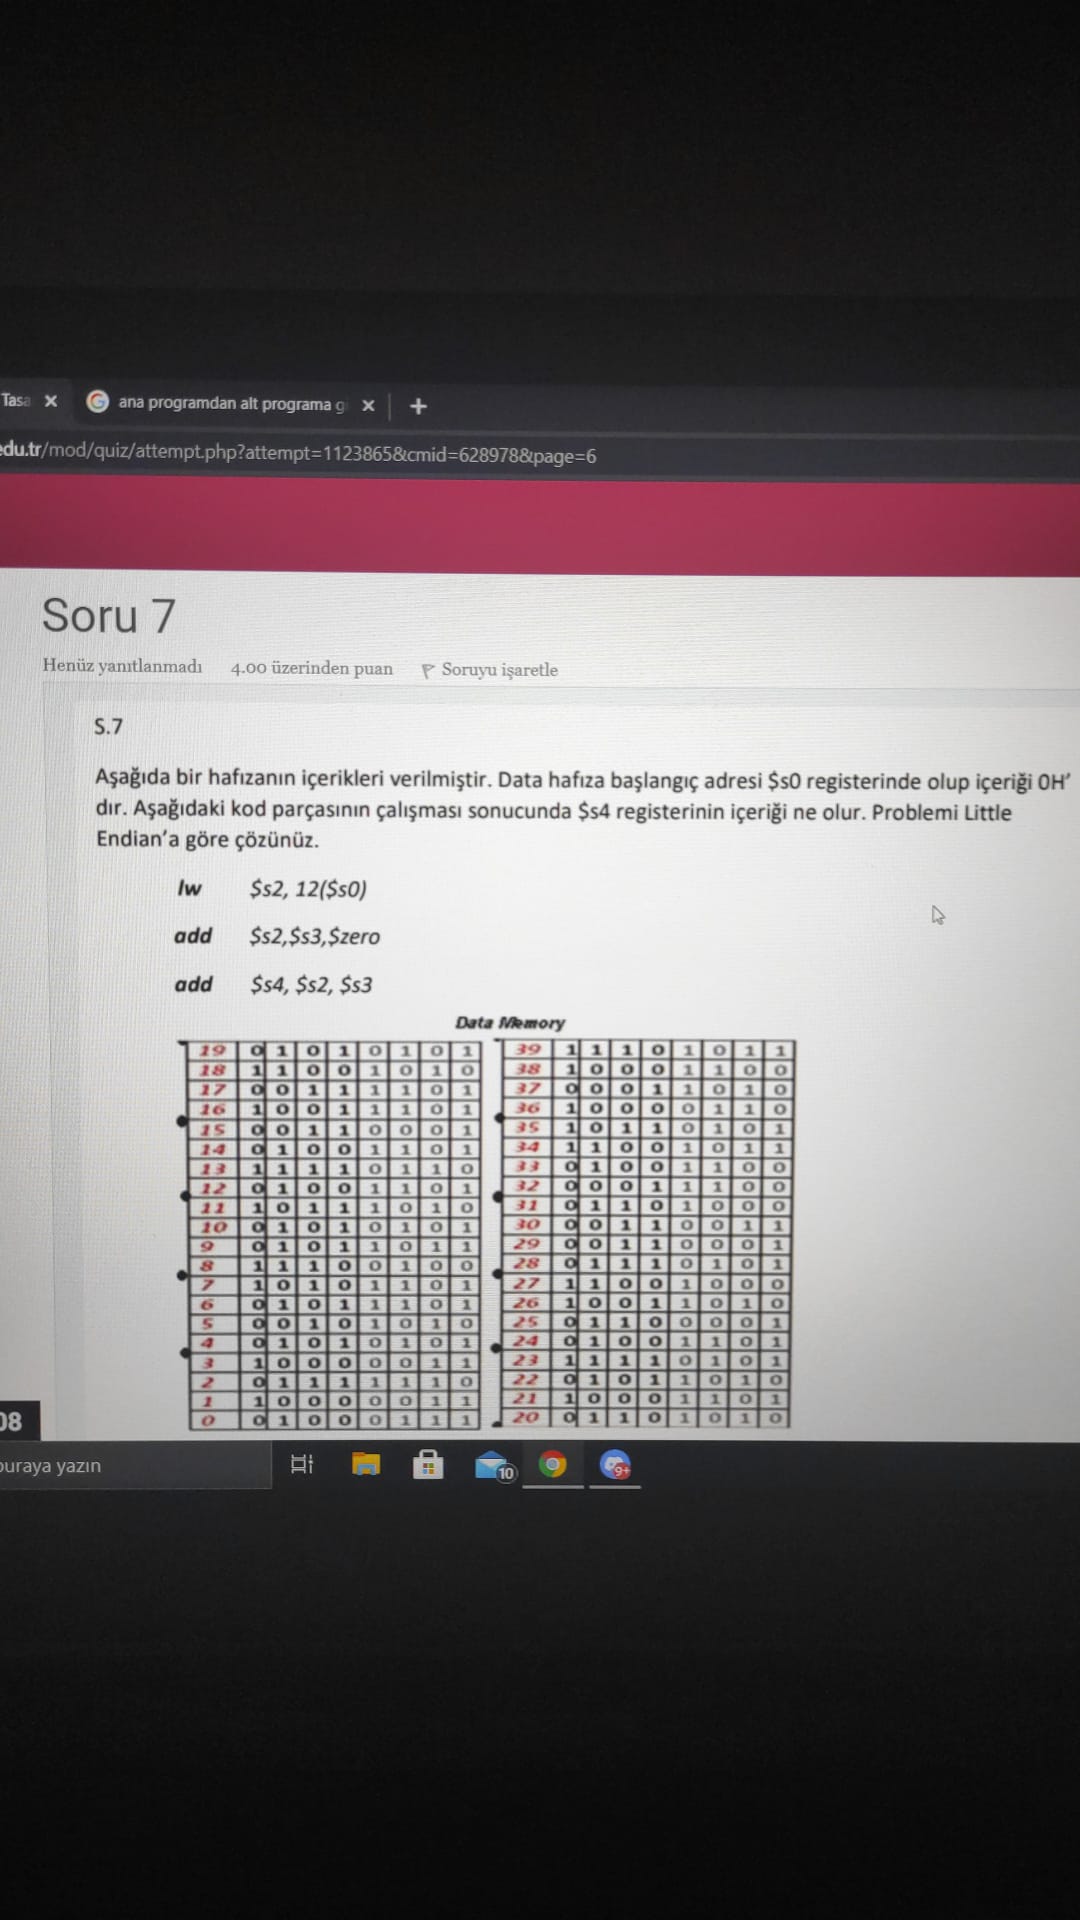 Tasa
ana programdan alt programa g
edu.tr/mod/quiz/attempt.php?attempt=1123865&cmid=628978&page=6
Soru 7
Henüz yanıtlanmadı 4.00 üzerinden puan Soruyu işaretle
S.7
Aşağıda bir hafızanın içerikleri verilmiştir. Data hafıza başlangıç adresi $s0 registerinde olup içeriği 0H'
dır. Aşağıdaki kod parçasının çalışması sonucunda $s4 registerinin içeriği ne olur. Problemi Little
Endian'a göre çözünüz.
lw $s2, 12($s0)
add $s2,$s3,$zero
add $s4, $s2, $s3
Data Memory
19 0 1 0 1 0 1 0 1 39 1 1 1 0 1 0 1 1
18 1 1 0 0 1 0 1 0 38 1 0 0 0 1 1 0 0
17 0 0 1 1 1 1 0 1 37 0 0 0 1 1 0 1 0
16 1 0 0 1 1 1 0 1 36 1 0 0 0 0 1 1 0
15 0 0 1 1 0 0 0 1 35 1 0 1 1 0 1 0 1
14 0 1 0 0 1 1 0 1 34 1 1 0 0 1 0 1 1
13 1 1 1 1 0 1 1 0 33 0 1 0 0 1 1 0 0
12 0 1 0 0 1 1 0 1 32 0 0 0 1 1 1 0 0
11 1 0 1 1 1 0 1 0 31 0 1 1 0 1 0 0 0
10 0 1 0 1 0 1 0 1 30 0 0 1 1 0 0 1 1
9 0 1 0 1 1 0 1 1 29 0 0 1 1 0 0 0 1
8 1 1 1 0 0 1 0 0 28 0 1 1 1 0 1 0 1
7 1 0 1 0 1 1 0 1 27 1 1 0 0 1 0 0 0
6 0 1 0 1 1 1 0 1 26 1 0 0 1 1 0 1 0
5 0 0 1 0 1 0 1 0 25 0 1 1 0 0 0 0 1
4 0 1 0 1 0 1 0 1 24 0 1 0 0 1 1 0 1
3 1 0 0 0 0 0 1 1 23 1 1 1 1 0 1 0 1
2 0 1 1 1 1 1 1 0 22 0 1 0 1 1 0 1 0
1 1 0 0 0 0 0 1 1 21 1 0 0 0 1 1 0 1
0 0 1 0 0 0 1 1 1 20 0 1 1 0 1 0 1 0
08
buraya yazın
10
9+